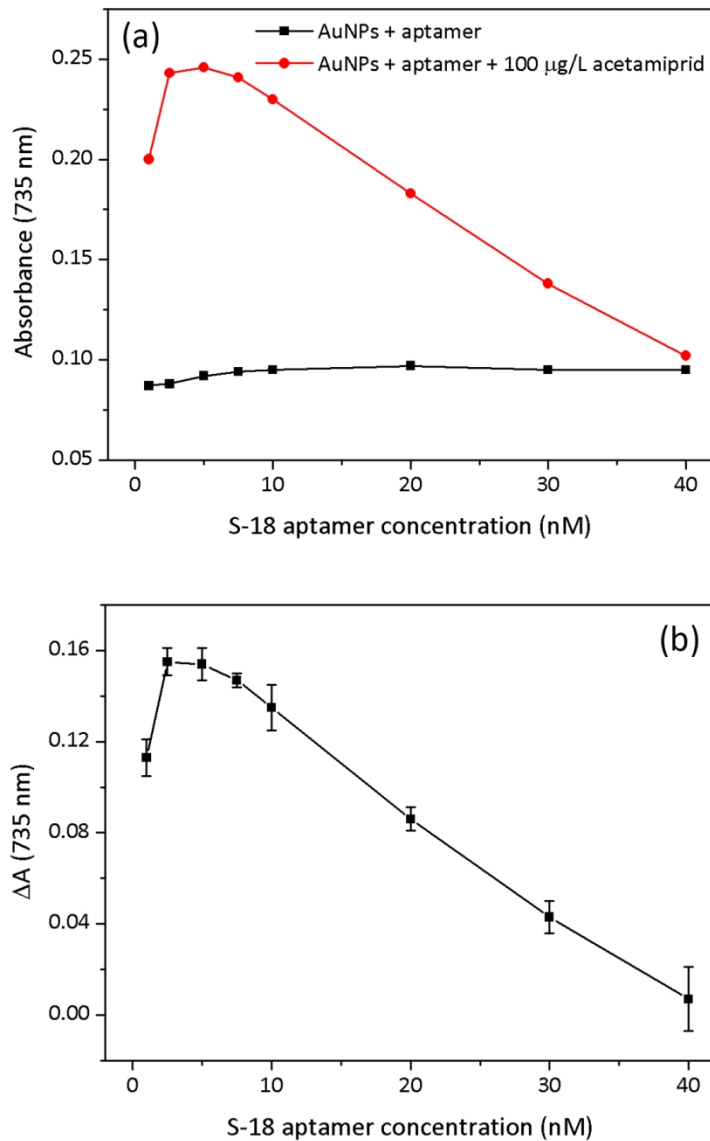 (a)
AuNPs + aptamer
AuNPs + aptamer + 100 μg/L acetamiprid
0.25
0.20
0.15
0.10
0.05
Absorbance (735 nm)
0 10 20 30 40
S-18 aptamer concentration (nM)
(b)
0.16
0.12
0.08
0.04
0.00
ΔA (735 nm)
0 10 20 30 40
S-18 aptamer concentration (nM)